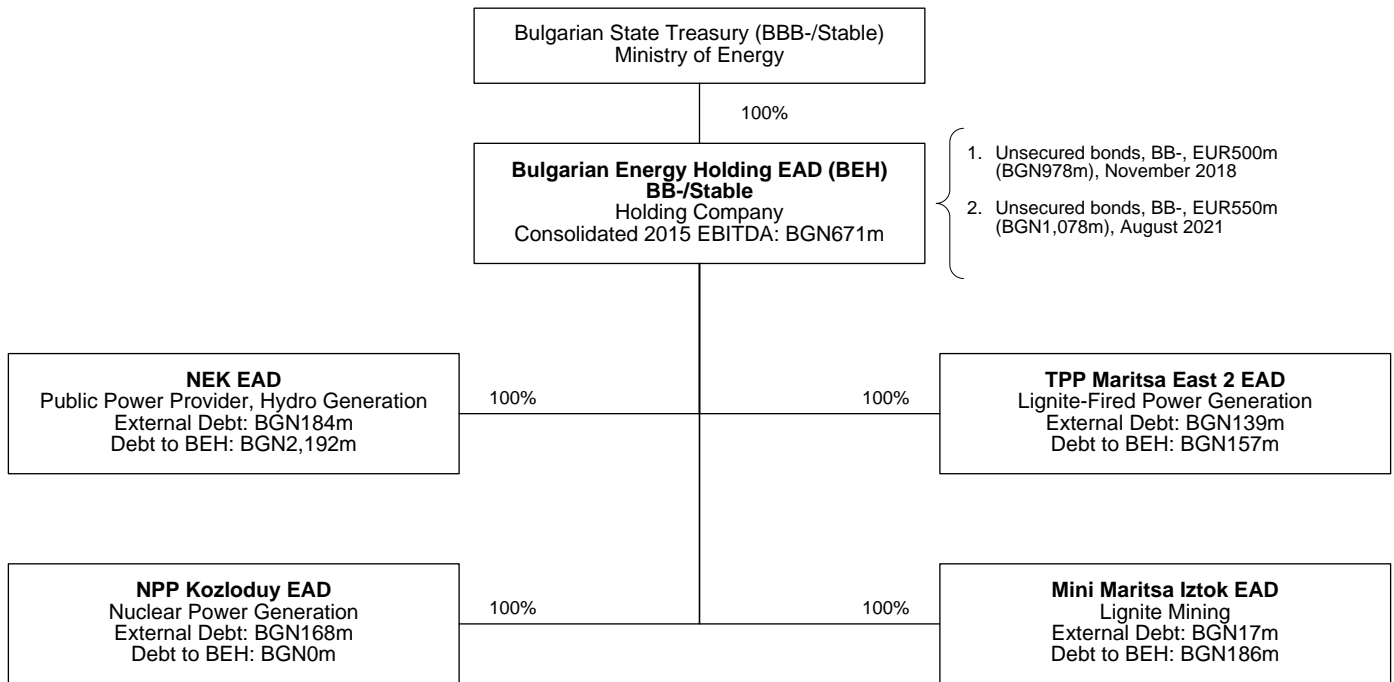 Bulgarian State Treasury (BBB-/Stable)
Ministry of Energy
100%
Bulgarian Energy Holding EAD (BEH)
BB-/Stable
Holding Company
Consolidated 2015 EBITDA: BGN671m
1. Unsecured bonds, BB-, EUR500m
(BGN978m), November 2018
2. Unsecured bonds, BB-, EUR550m
(BGN1,078m), August 2021
NEK EAD
Public Power Provider, Hydro Generation
External Debt: BGN184m
Debt to BEH: BGN2,192m
100%
100%
TPP Maritsa East 2 EAD
Lignite-Fired Power Generation
External Debt: BGN139m
Debt to BEH: BGN157m
NPP Kozloduy EAD
Nuclear Power Generation
External Debt: BGN168m
Debt to BEH: BGN0m
100%
100%
Mini Maritsa Iztok EAD
Lignite Mining
External Debt: BGN17m
Debt to BEH: BGN186m